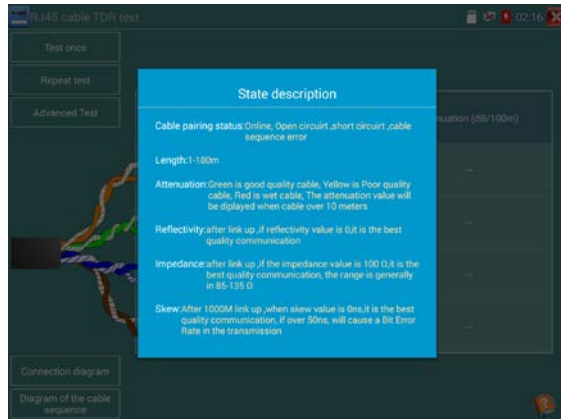 RJ45 cable TDR test
02:16
Test once
Repeat test
Advanced Test
nuation (dB/100m)
State description
Cable pairing status:Online, Open circuirt ,short circuirt ,cable
sequence error
Length:1-180m
Attenuation:Green is good quality cable, Yellow is Poor quality
cable, Red is wet cable, The attenuation value will
be diplayed when cable over 10 meters
Reflectivity:after link up ,if reflectivity value is 0,it is the best
quality communication
Impedance:after link up ,if the impedance value is 100 Ω,it is the
best quality communication, the range is generally
in 85-135 Ω
Skew:After 1000M link up ,when skew value is 0ns,it is the best
quality communication, if over 50ns, will cause a Bit Error
Rate in the transmission
Connection diagram
Diagram of the cable
sequence